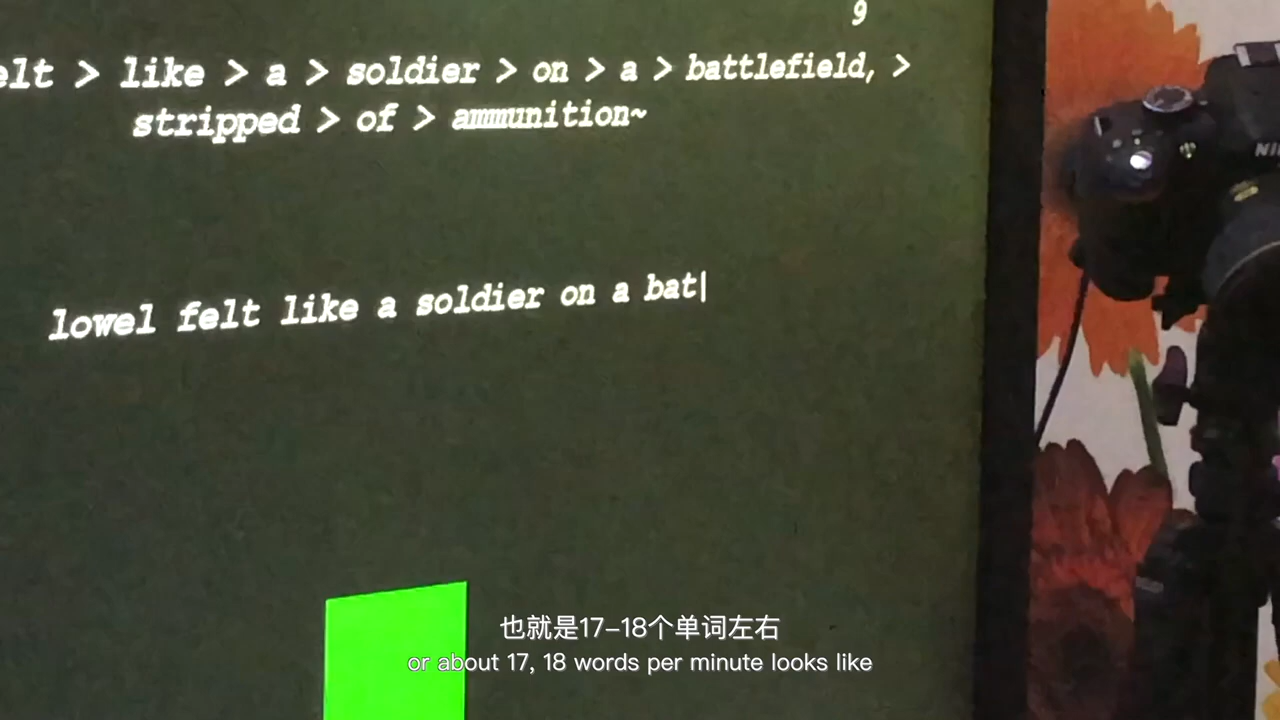 9
elt > like > a > soldier > on > a > battlefield, >
stripped > of > ammunition~
lowel felt like a soldier on a bat|
也就是17-18个单词左右
or about 17, 18 words per minute looks like